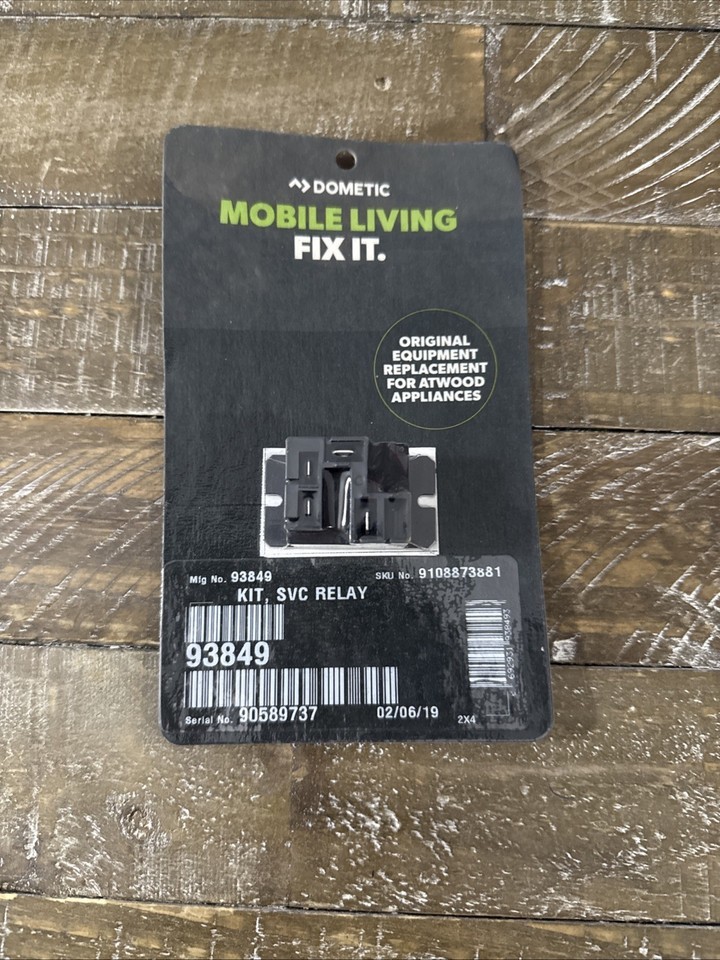 DOMETIC
MOBILE LIVING
FIX IT.
ORIGINAL
EQUIPMENT
REPLACEMENT
FOR ATWOOD
APPLIANCES
Mfg No. 93849
SKU No. 9108873881
KIT, SVC RELAY
93849
Serial No. 90589737
02/06/19
2X4